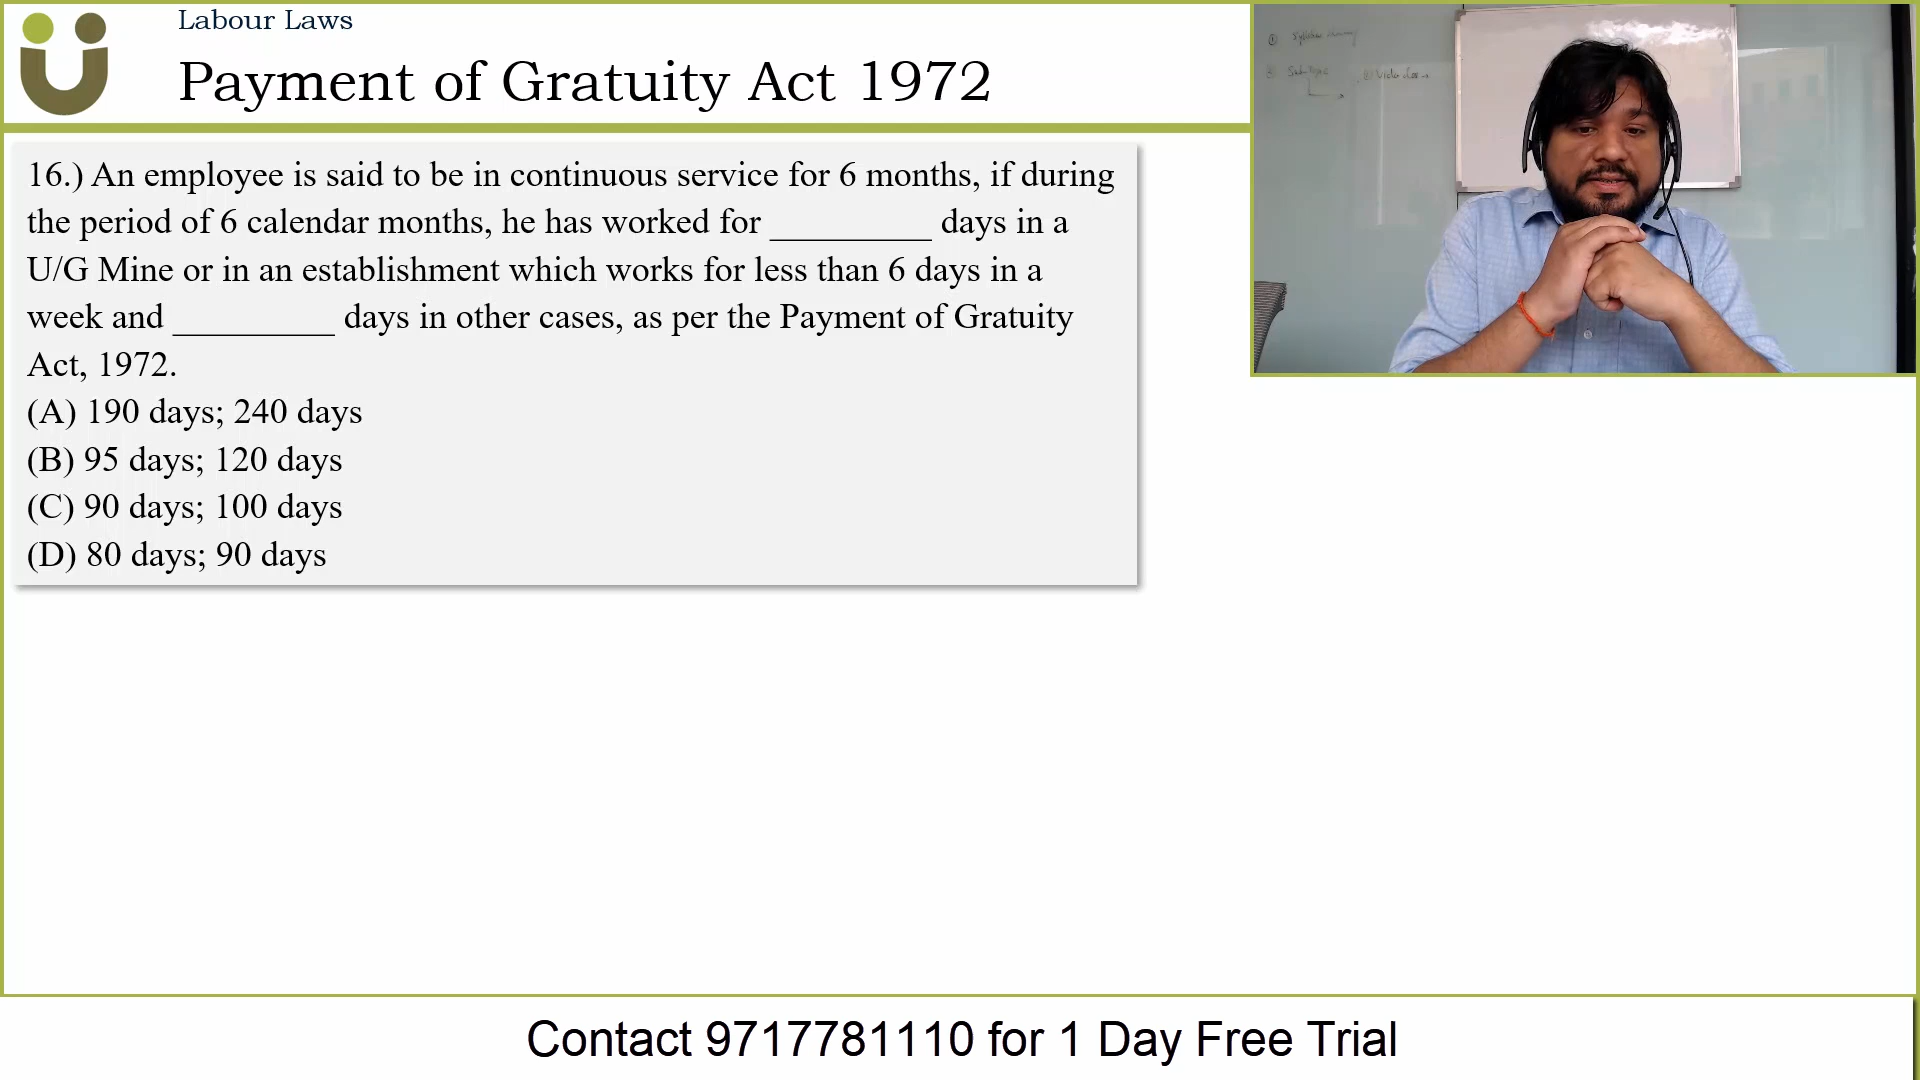 Labour Laws
Payment of Gratuity Act 1972
16.) An employee is said to be in continuous service for 6 months, if during
the period of 6 calendar months, he has worked for _________ days in a
U/G Mine or in an establishment which works for less than 6 days in a
week and _________ days in other cases, as per the Payment of Gratuity
Act, 1972.
(A) 190 days; 240 days
(B) 95 days; 120 days
(C) 90 days; 100 days
(D) 80 days; 90 days
Contact 9717781110 for 1 Day Free Trial